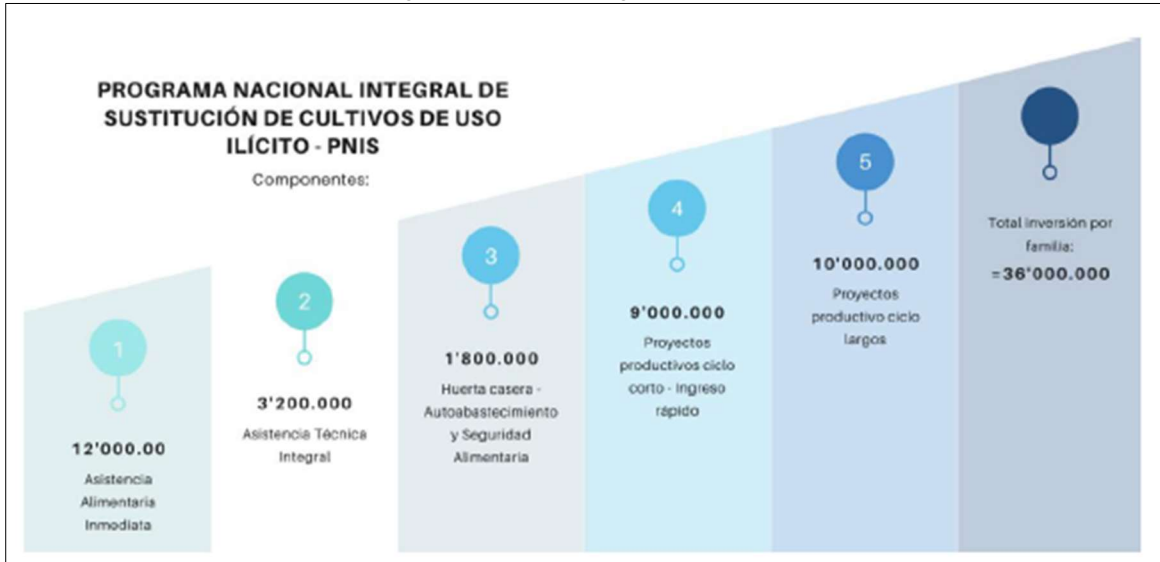 PROGRAMA NACIONAL INTEGRAL DE
SUSTITUCIÓN DE CULTIVOS DE USO
ILÍCITO - PNIS
Componentes:
1
12'000.00
Asistencia
Alimentaria
Inmediata
2
3'200.000
Asistencia Técnica
Integral
3
1'800.000
Huerta casera -
Autoabastecimiento
y Seguridad
Alimentaria
4
9'000.000
Proyectos
productivos ciclo
corto - Ingreso
rápido
5
10'000.000
Proyectos
productivo ciclo
largos
Total inversión por
familia:
=36'000.000